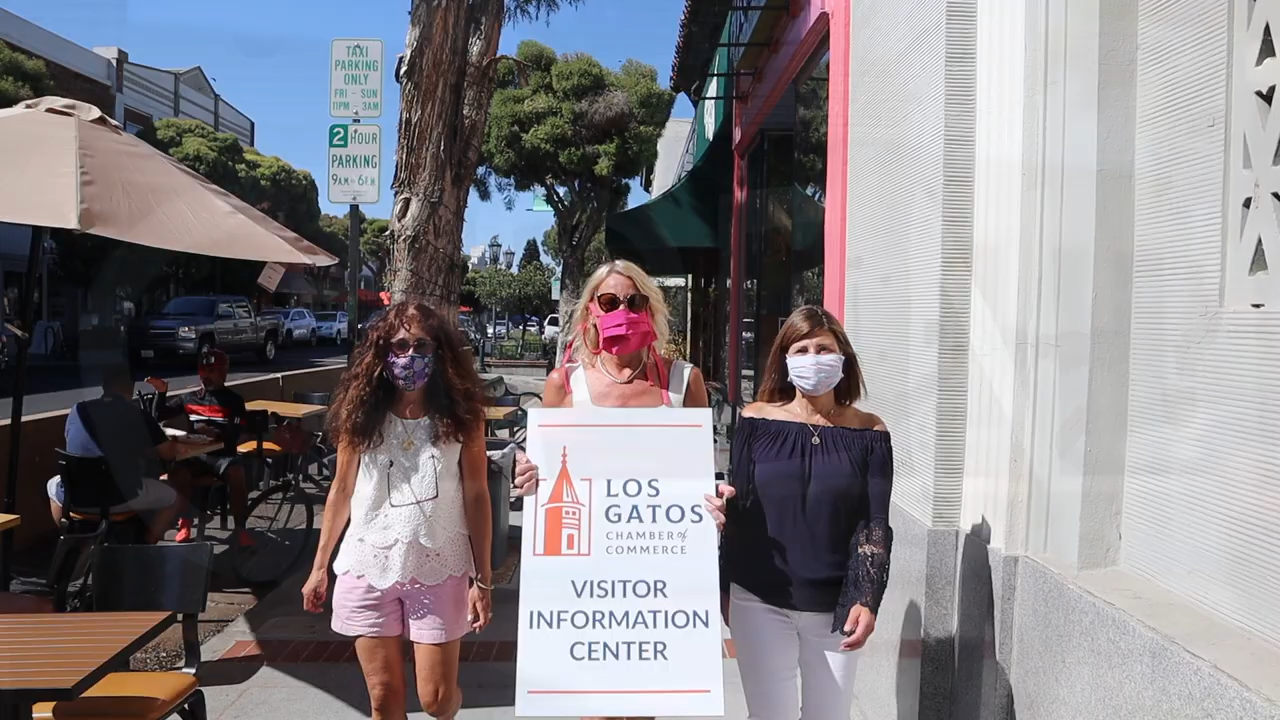 TAXI
PARKING
ONLY
FRI - SUN
11PM - 3AM
2 HOUR
PARKING
9AM - 6PM
LOS
GATOS
CHAMBER of
COMMERCE
VISITOR
INFORMATION
CENTER